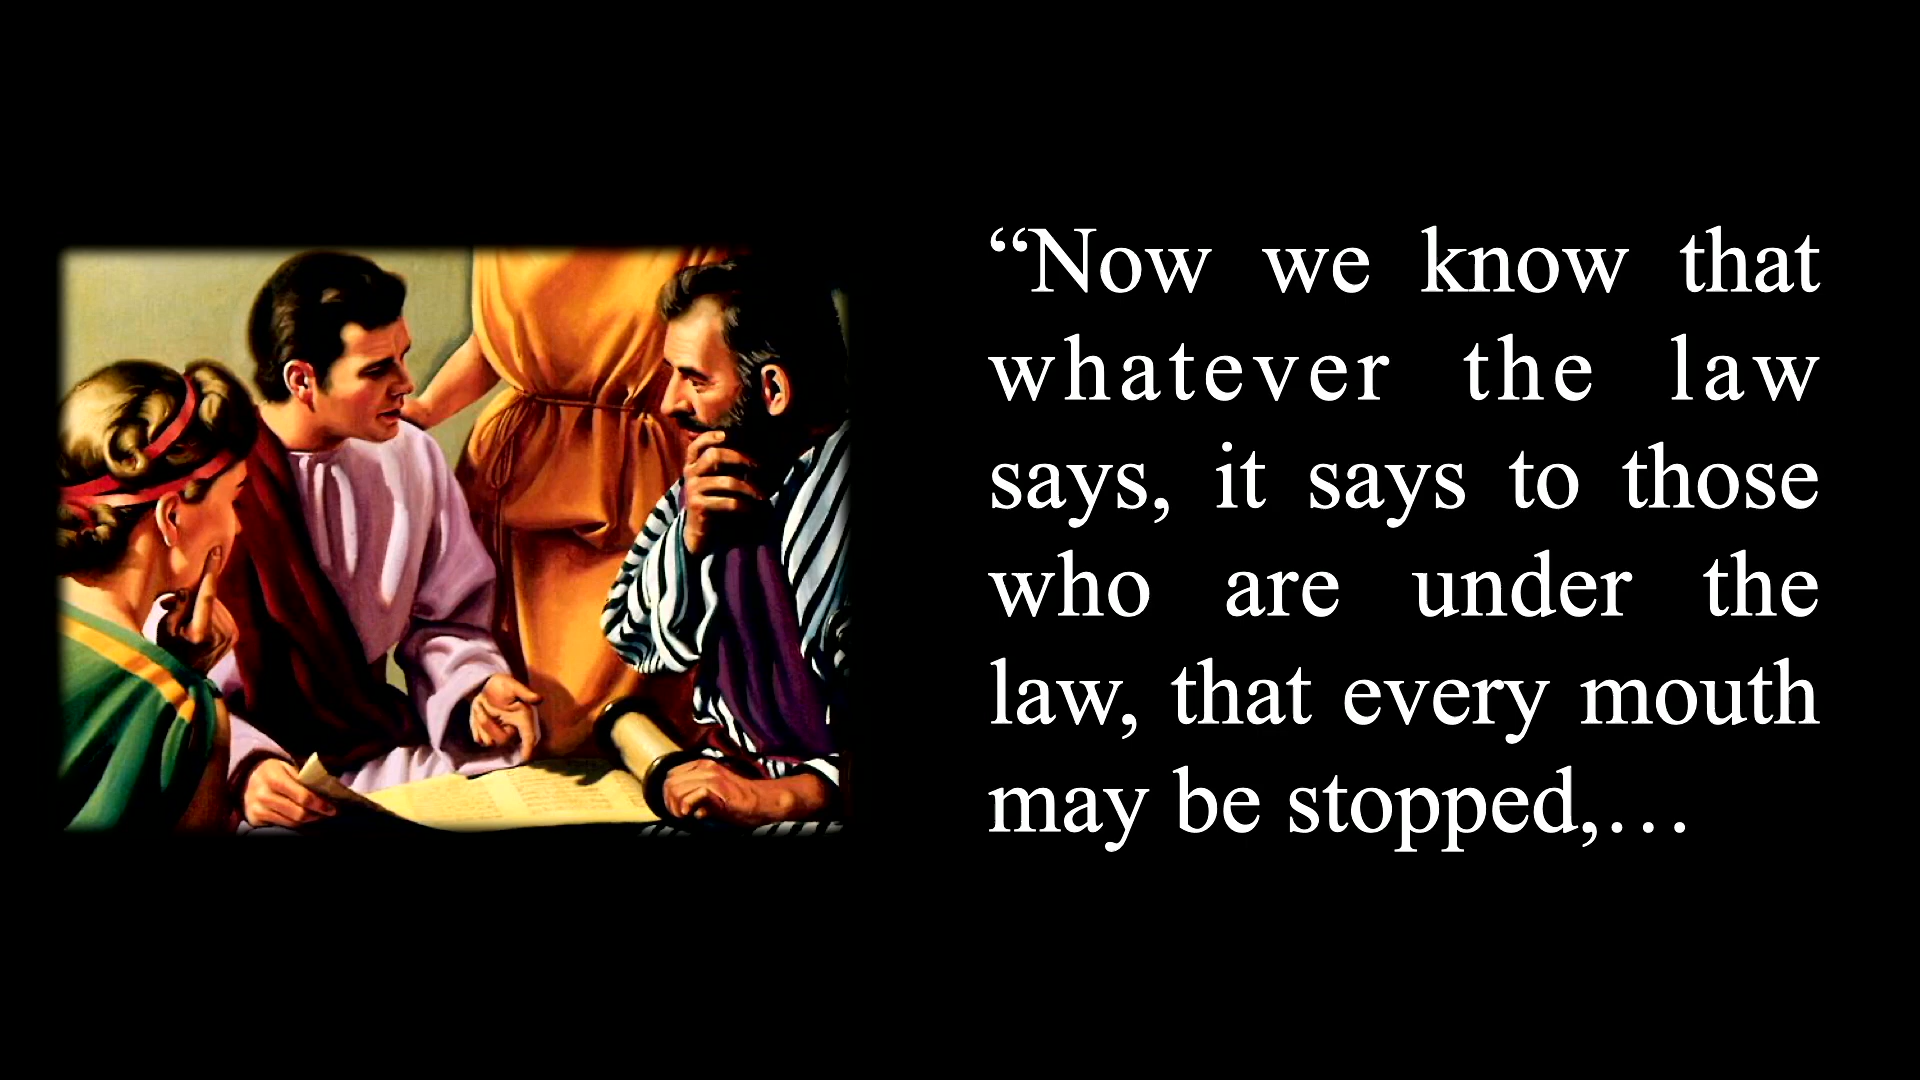 “Now we know that
whatever the law
says, it says to those
who are under the
law, that every mouth
may be stopped,…